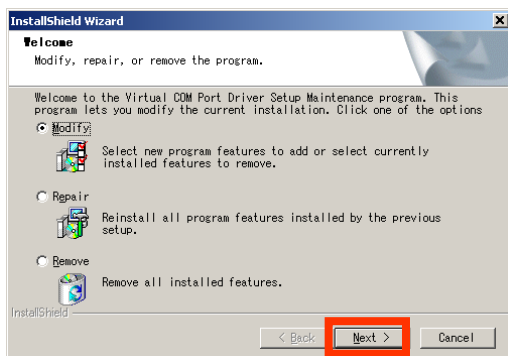 InstallShield Wizard
Welcome
Modify, repair, or remove the program.
Welcome to the Virtual COM Port Driver Setup Maintenance program. This
program lets you modify the current installation. Click one of the options
Modify
Select new program features to add or select currently
installed features to remove.
Repair
Reinstall all program features installed by the previous
setup.
Remove
Remove all installed features.
InstallShield
< Back Next > Cancel